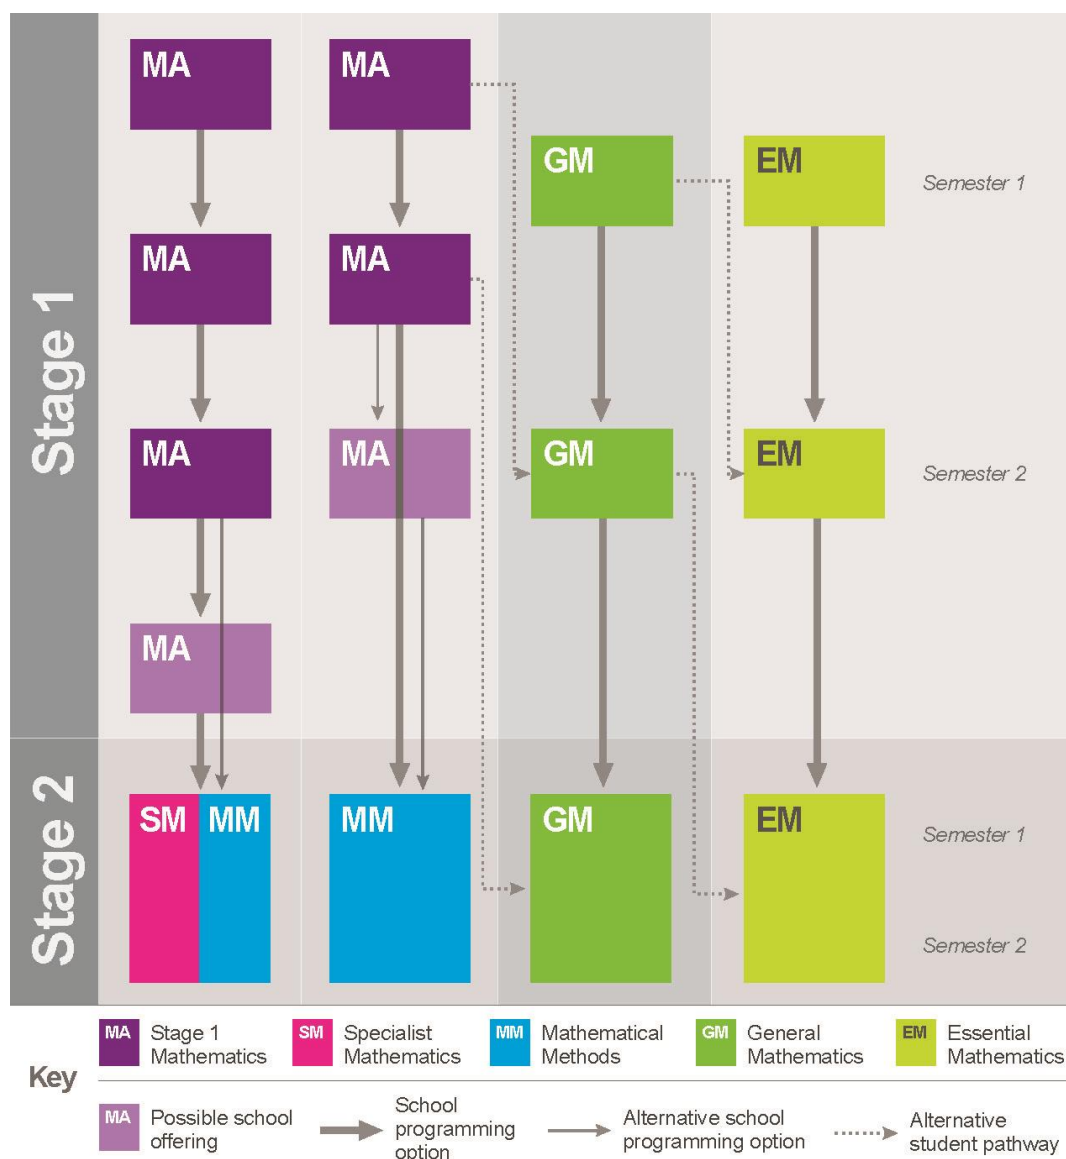 Stage 1
MA
MA
GM
EM
Semester 1
MA
MA
MA
MA
GM
EM
Semester 2
MA
Stage 2
SM
MM
MM
GM
EM
Semester 1
Semester 2
Key
MA
Stage 1
Mathematics
SM
Specialist
Mathematics
MM
Mathematical
Methods
GM
General
Mathematics
EM
Essential
Mathematics
MA
Possible school
offering
School
programming
option
Alternative school
programming option
Alternative
student pathway